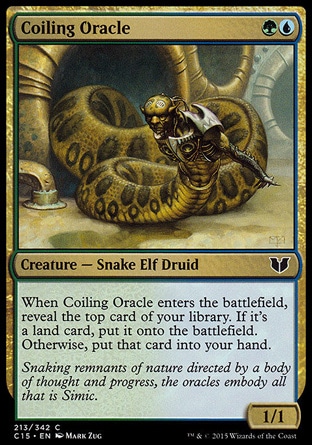 Coiling Oracle
Creature — Snake Elf Druid
When Coiling Oracle enters the battlefield,
reveal the top card of your library. If it's
a land card, put it onto the battlefield.
Otherwise, put that card into your hand.
Snaking remnants of nature directed by a body
of thought and progress, the oracles embody all
that is Simic.
1/1
213/342 C
C15 • EN Mark Zug
™ & © 2015 Wizards of the Coast